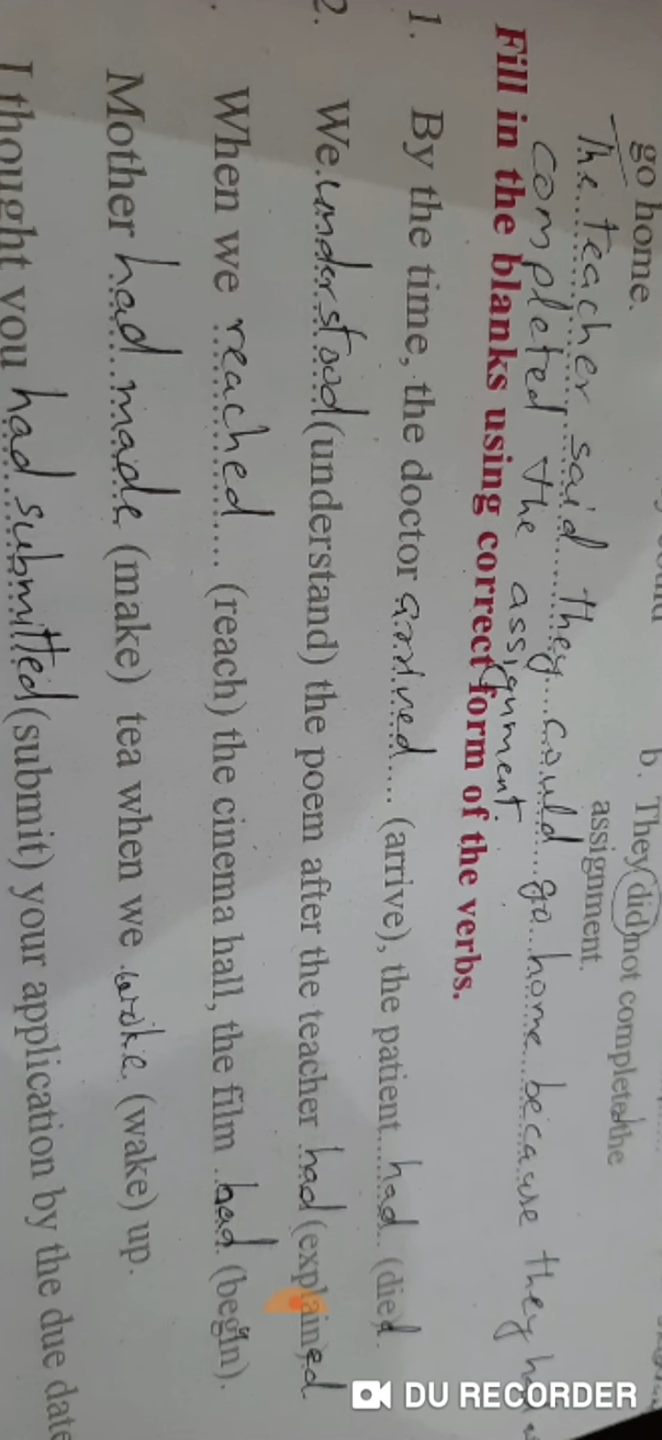 go home.
b. They did not completed the
assignment.
The teacher said they could go home because they
completed the assignment.
Fill in the blanks using correct form of the verbs.
1. By the time, the doctor arrived (arrive), the patient had (died.
2. We understood (understand) the poem after the teacher had (explained.
When we reached (reach) the cinema hall, the film had (begin).
Mother had made (make) tea when we woke (wake) up.
I thought you had submitted (submit) your application by the due date
DU RECORDER